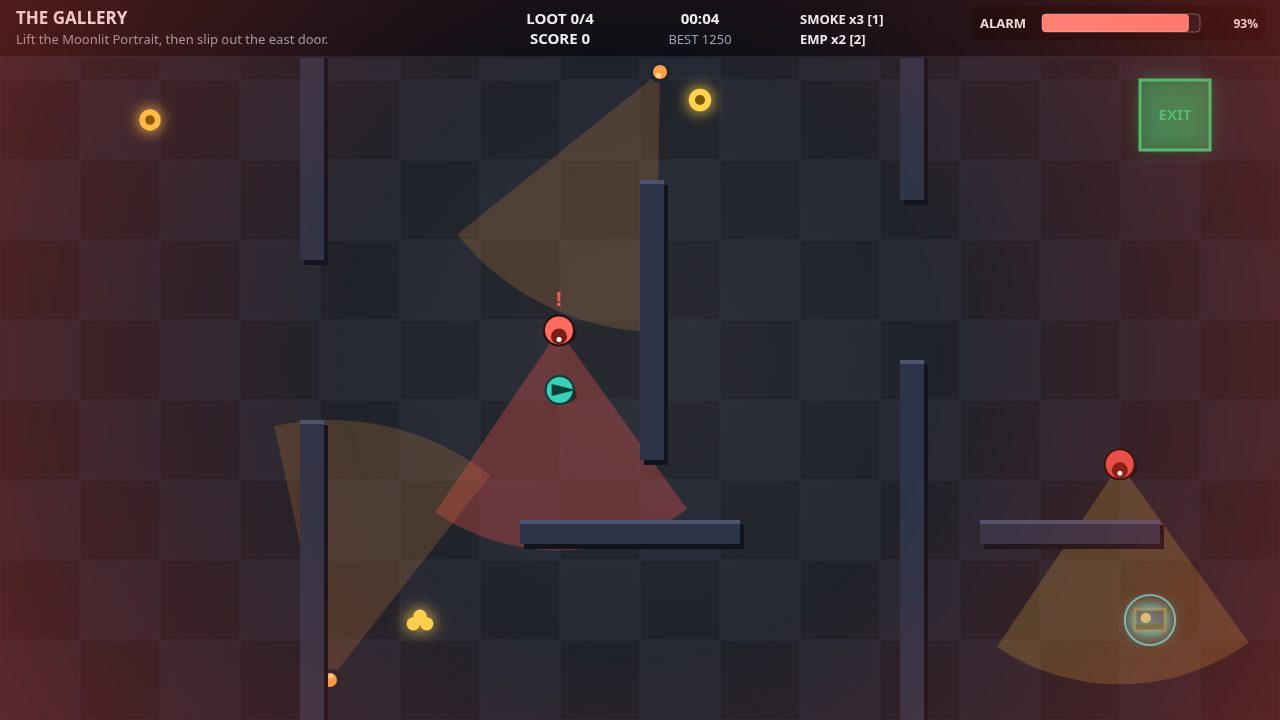 THE GALLERY
Lift the Moonlit Portrait, then slip out the east door.
LOOT 0/4
SCORE 0
00:04
BEST 1250
SMOKE x3 [1]
EMP x2 [2]
ALARM
93%
EXIT
!